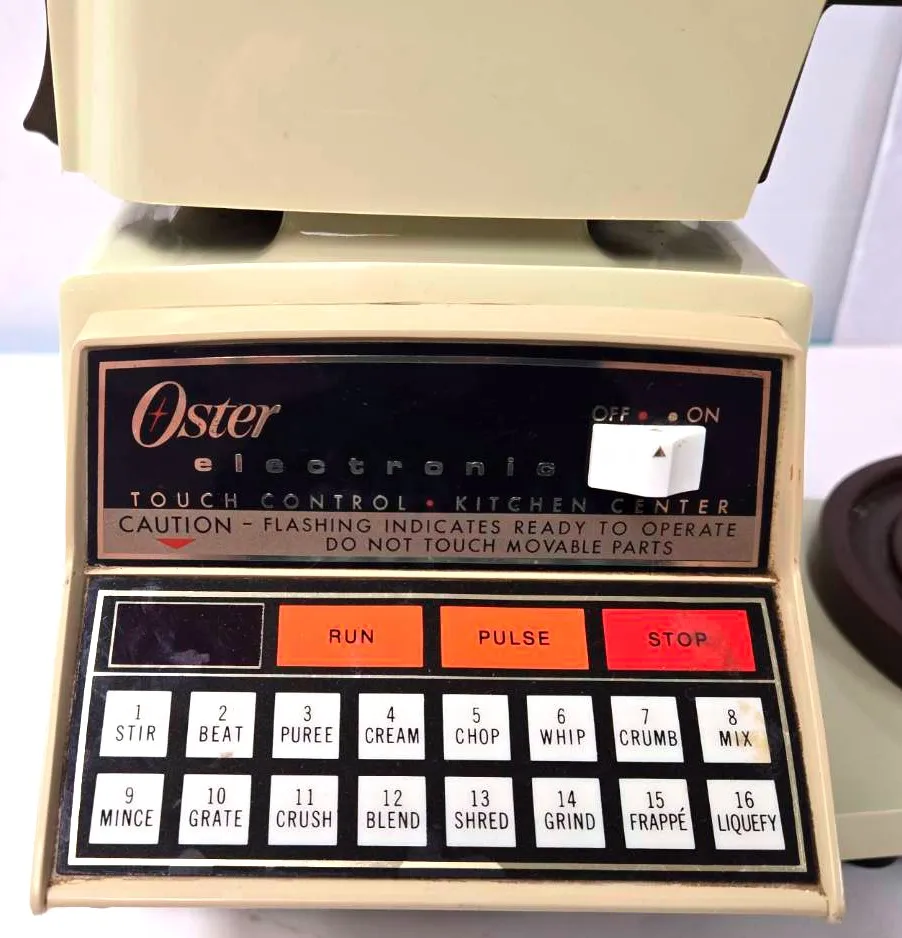 Oster
OFF • • ON
electronic
TOUCH CONTROL • KITCHEN CENTER
CAUTION – FLASHING INDICATES READY TO OPERATE
DO NOT TOUCH MOVABLE PARTS
RUN PULSE STOP
1 2 3 4 5 6 7 8
STIR BEAT PUREE CREAM CHOP WHIP CRUMB MIX
9 10 11 12 13 14 15 16
MINCE GRATE CRUSH BLEND SHRED GRIND FRAPPÉ LIQUEFY